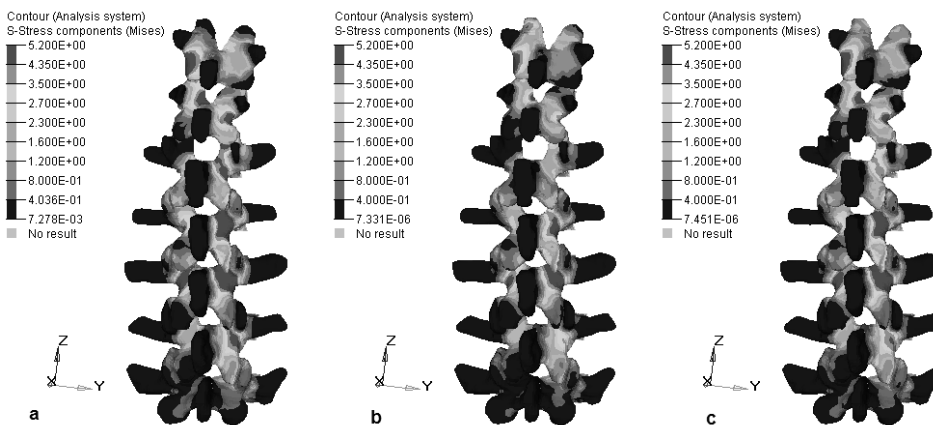 Contour (Analysis system)
S-Stress components (Mises)
5.200E+00
4.350E+00
3.500E+00
2.700E+00
2.300E+00
1.600E+00
1.200E+00
8.000E-01
4.036E-01
7.278E-03
No result
Z
X
Y
a
Contour (Analysis system)
S-Stress components (Mises)
5.200E+00
4.350E+00
3.500E+00
2.700E+00
2.300E+00
1.600E+00
1.200E+00
8.000E-01
4.000E-01
7.331E-06
No result
Z
X
Y
b
Contour (Analysis system)
S-Stress components (Mises)
5.200E+00
4.350E+00
3.500E+00
2.700E+00
2.300E+00
1.600E+00
1.200E+00
8.000E-01
4.000E-01
7.451E-06
No result
Z
X
Y
c